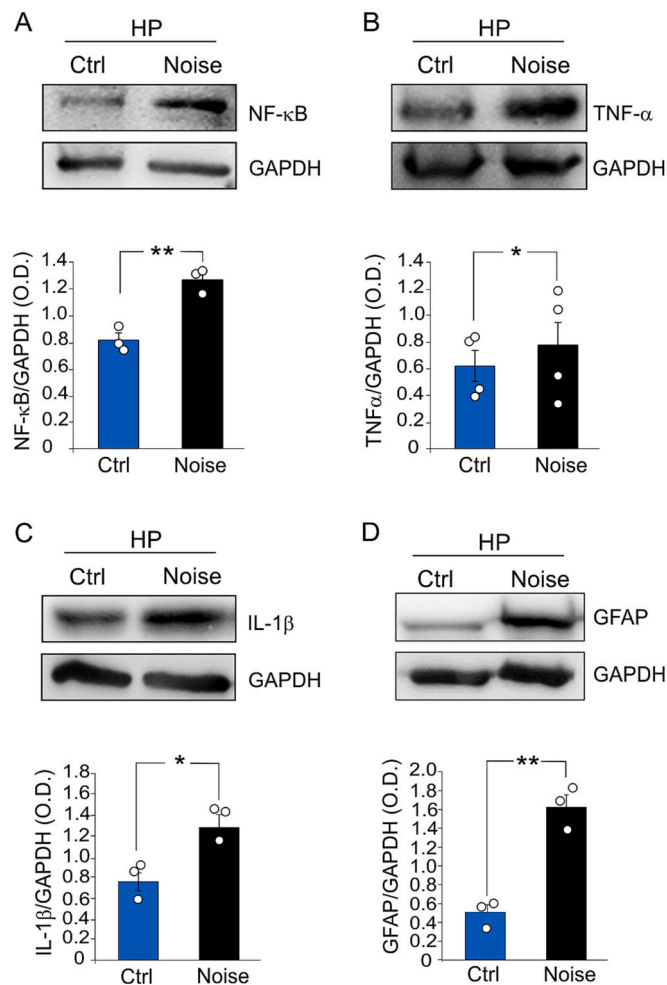 A
HP
Ctrl Noise
NF-κB
GAPDH
NF-κB/GAPDH (O.D.)
1.4
1.2
1.0
0.8
0.6
0.4
0.2
0
**
Ctrl Noise
B
HP
Ctrl Noise
TNF-α
GAPDH
TNFα/GAPDH (O.D.)
1.4
1.2
1.0
0.8
0.6
0.4
0.2
0
*
Ctrl Noise
C
HP
Ctrl Noise
IL-1β
GAPDH
IL-1β/GAPDH (O.D.)
1.8
1.6
1.4
1.2
1.0
0.8
0.6
0.4
0.2
0
*
Ctrl Noise
D
HP
Ctrl Noise
GFAP
GAPDH
GFAP/GAPDH (O.D.)
2.0
1.8
1.6
1.4
1.2
1.0
0.8
0.6
0.4
0.2
0
**
Ctrl Noise